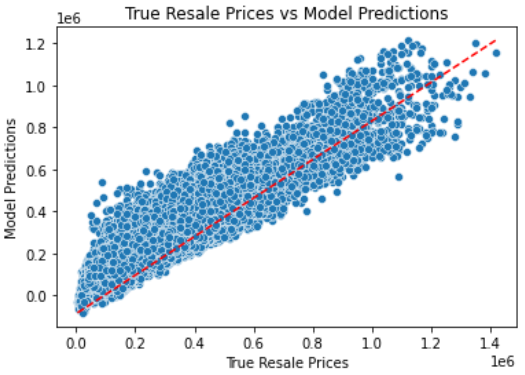 True Resale Prices vs Model Predictions
1e6
1.2
1.0
0.8
0.6
0.4
0.2
0.0
Model Predictions
0.0 0.2 0.4 0.6 0.8 1.0 1.2 1.4
True Resale Prices
1e6